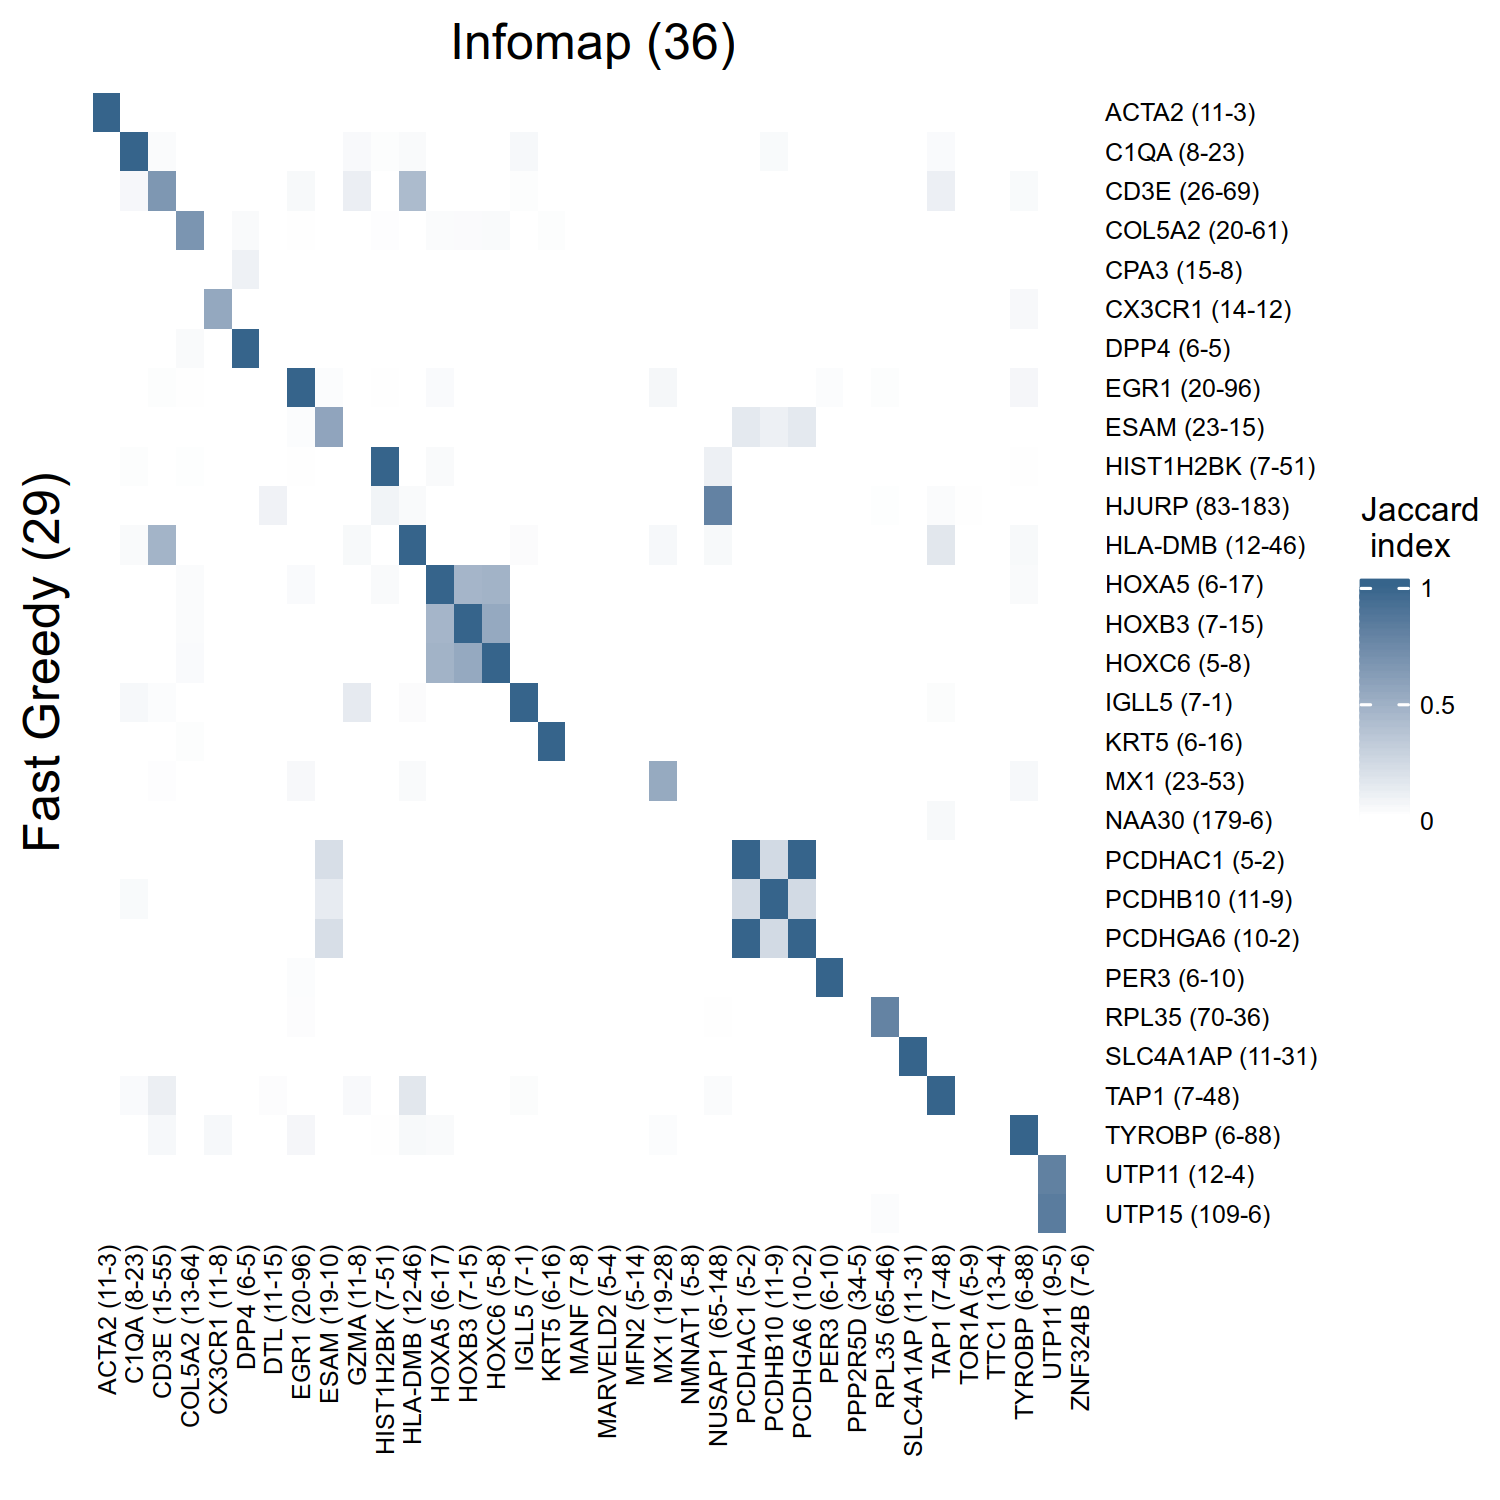 Infomap (36)
Fast Greedy (29)
ACTA2 (11-3)
C1QA (8-23)
CD3E (26-69)
COL5A2 (20-61)
CPA3 (15-8)
CX3CR1 (14-12)
DPP4 (6-5)
EGR1 (20-96)
ESAM (23-15)
HIST1H2BK (7-51)
HJURP (83-183)
HLA-DMB (12-46)
HOXA5 (6-17)
HOXB3 (7-15)
HOXC6 (5-8)
IGLL5 (7-1)
KRT5 (6-16)
MX1 (23-53)
NAA30 (179-6)
PCDHAC1 (5-2)
PCDHB10 (11-9)
PCDHGA6 (10-2)
PER3 (6-10)
RPL35 (70-36)
SLC4A1AP (11-31)
TAP1 (7-48)
TYROBP (6-88)
UTP11 (12-4)
UTP15 (109-6)
Jaccard
index
1
0.5
0
ACTA2 (11-3)
C1QA (8-23)
CD3E (15-55)
COL5A2 (13-64)
CX3CR1 (11-8)
DPP4 (6-5)
DTL (11-15)
EGR1 (20-96)
ESAM (19-10)
GZMA (11-8)
HIST1H2BK (7-51)
HLA-DMB (12-46)
HOXA5 (6-17)
HOXB3 (7-15)
HOXC6 (5-8)
IGLL5 (7-1)
KRT5 (6-16)
MANF (7-8)
MARVELD2 (5-4)
MFN2 (5-14)
MX1 (19-28)
NMNAT1 (5-8)
NUSAP1 (65-148)
PCDHAC1 (5-2)
PCDHB10 (11-9)
PCDHGA6 (10-2)
PER3 (6-10)
PPP2R5D (34-5)
RPL35 (65-46)
SLC4A1AP (11-31)
TAP1 (7-48)
TOR1A (5-9)
TTC1 (13-4)
TYROBP (6-88)
UTP11 (9-5)
ZNF324B (7-6)